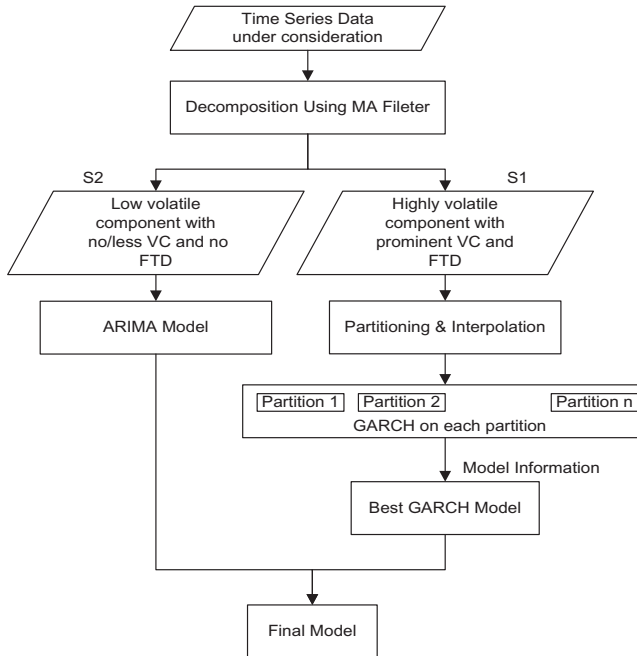 Time Series Data
under consideration
Decomposition Using MA Fileter
S2
S1
Low volatile
component with
no/less VC and no
FTD
Highly volatile
component with
prominent VC and
FTD
ARIMA Model
Partitioning & Interpolation
Partition 1
Partition 2
Partition n
GARCH on each partition
Model Information
Best GARCH Model
Final Model